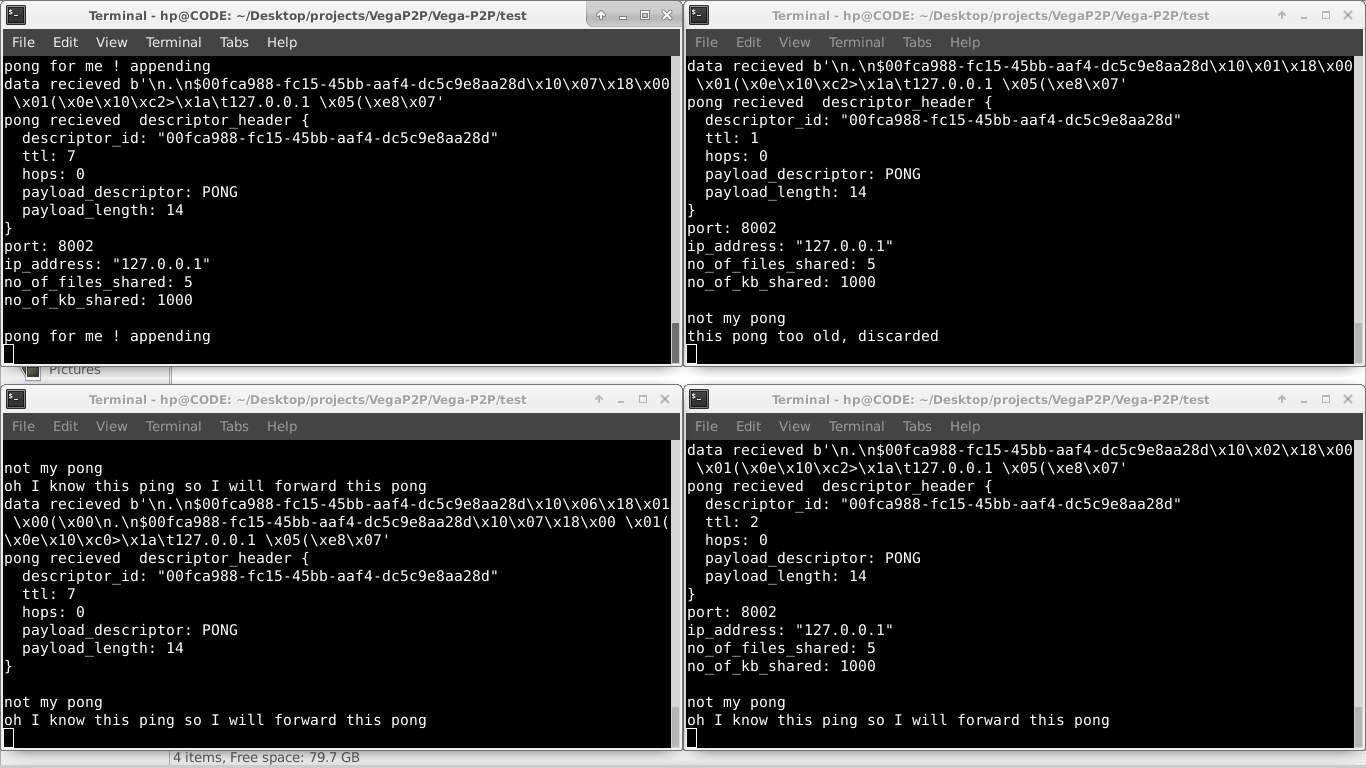 Terminal - hp@CODE: ~/Desktop/projects/VegaP2P/Vega-P2P/test
File Edit View Terminal Tabs Help
pong for me ! appending
data recieved b'\n.\n$00fca988-fc15-45bb-aaf4-dc5c9e8aa28d\x10\x07\x18\x00
 \x01(\x0e\x10\xc2>\x1a\t127.0.0.1 \x05(\xe8\x07'
pong recieved  descriptor_header {
  descriptor_id: "00fca988-fc15-45bb-aaf4-dc5c9e8aa28d"
  ttl: 7
  hops: 0
  payload_descriptor: PONG
  payload_length: 14
}
port: 8002
ip_address: "127.0.0.1"
no_of_files_shared: 5
no_of_kb_shared: 1000
pong for me ! appending
Terminal - hp@CODE: ~/Desktop/projects/VegaP2P/Vega-P2P/test
File Edit View Terminal Tabs Help
data recieved b'\n.\n$00fca988-fc15-45bb-aaf4-dc5c9e8aa28d\x10\x01\x18\x00
 \x01(\x0e\x10\xc2>\x1a\t127.0.0.1 \x05(\xe8\x07'
pong recieved  descriptor_header {
  descriptor_id: "00fca988-fc15-45bb-aaf4-dc5c9e8aa28d"
  ttl: 1
  hops: 0
  payload_descriptor: PONG
  payload_length: 14
}
port: 8002
ip_address: "127.0.0.1"
no_of_files_shared: 5
no_of_kb_shared: 1000
not my pong
this pong too old, discarded
Pictures
Terminal - hp@CODE: ~/Desktop/projects/VegaP2P/Vega-P2P/test
File Edit View Terminal Tabs Help
not my pong
oh I know this ping so I will forward this pong
data recieved b'\n.\n$00fca988-fc15-45bb-aaf4-dc5c9e8aa28d\x10\x06\x18\x01
 \x00(\x00\n.\n$00fca988-fc15-45bb-aaf4-dc5c9e8aa28d\x10\x07\x18\x00 \x01(
\x0e\x10\xc0>\x1a\t127.0.0.1 \x05(\xe8\x07'
pong recieved  descriptor_header {
  descriptor_id: "00fca988-fc15-45bb-aaf4-dc5c9e8aa28d"
  ttl: 7
  hops: 0
  payload_descriptor: PONG
  payload_length: 14
}
not my pong
oh I know this ping so I will forward this pong
Terminal - hp@CODE: ~/Desktop/projects/VegaP2P/Vega-P2P/test
File Edit View Terminal Tabs Help
data recieved b'\n.\n$00fca988-fc15-45bb-aaf4-dc5c9e8aa28d\x10\x02\x18\x00
 \x01(\x0e\x10\xc2>\x1a\t127.0.0.1 \x05(\xe8\x07'
pong recieved  descriptor_header {
  descriptor_id: "00fca988-fc15-45bb-aaf4-dc5c9e8aa28d"
  ttl: 2
  hops: 0
  payload_descriptor: PONG
  payload_length: 14
}
port: 8002
ip_address: "127.0.0.1"
no_of_files_shared: 5
no_of_kb_shared: 1000
not my pong
oh I know this ping so I will forward this pong
4 items, Free space: 79.7 GB